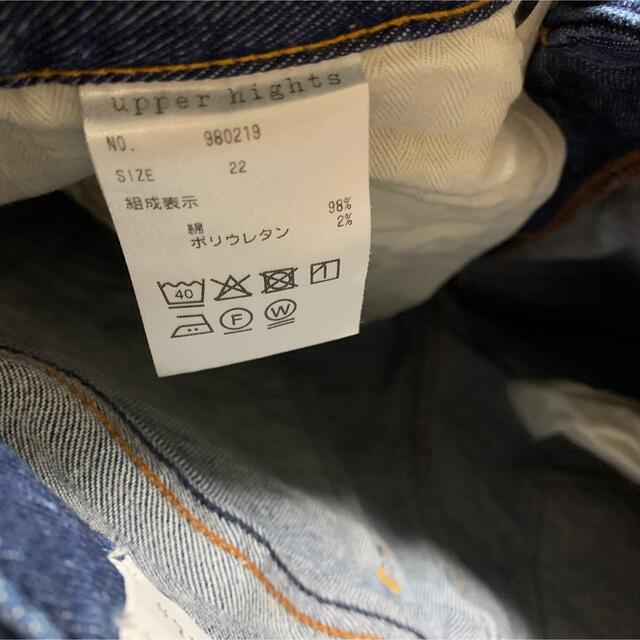 upper hights
NO. 980219
SIZE 22
組成表示
綿 98%
ポリウレタン 2%
40
F W